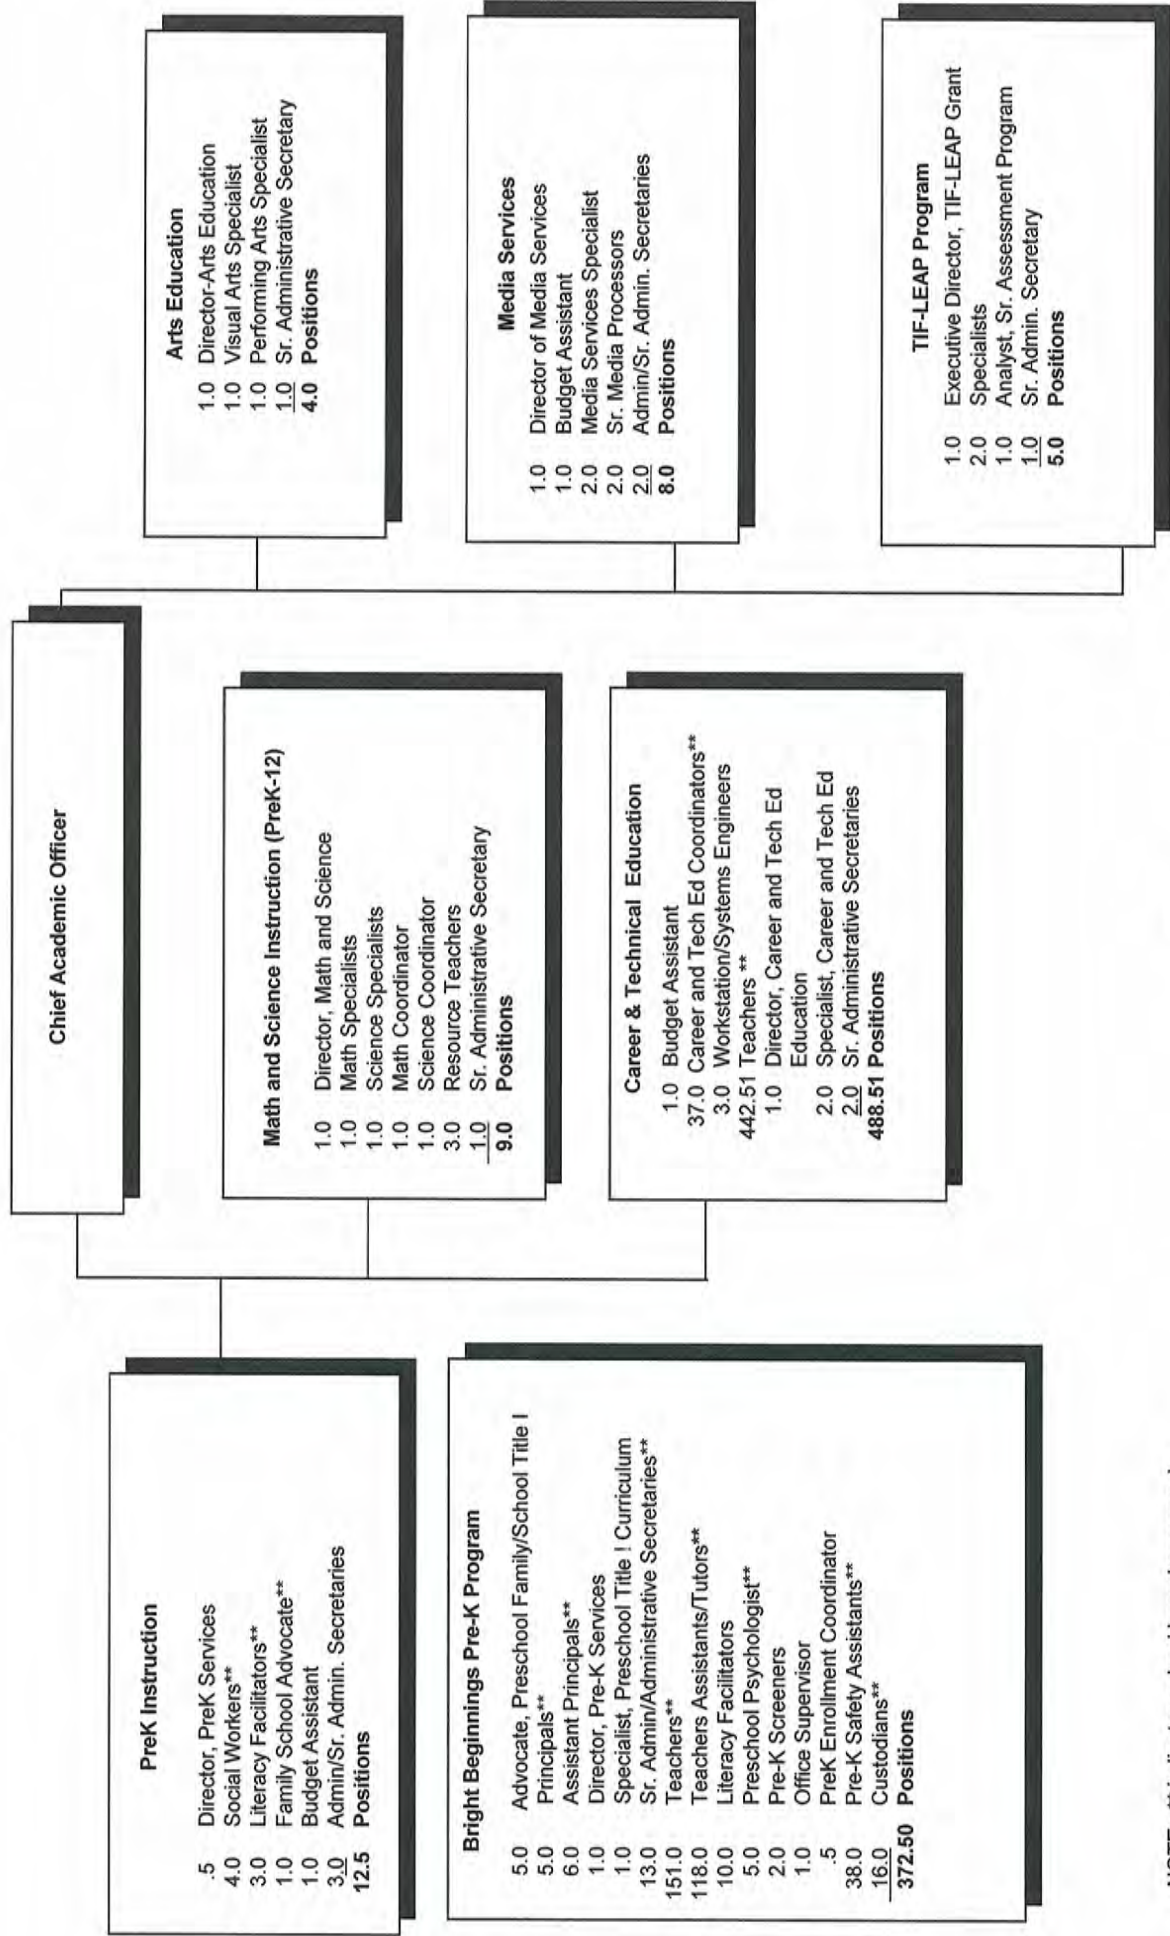 Chief Academic Officer
PreK Instruction
.5 Director, PreK Services
4.0 Social Workers**
3.0 Literacy Facilitators**
1.0 Family School Advocate**
1.0 Budget Assistant
3.0 Admin/Sr. Admin. Secretaries
12.5 Positions
Bright Beginnings Pre-K Program
5.0 Advocate, Preschool Family/School Title I
5.0 Principals**
6.0 Assistant Principals**
1.0 Director, Pre-K Services
1.0 Specialist, Preschool Title ! Curriculum
13.0 Sr. Admin/Administrative Secretaries**
151.0 Teachers**
118.0 Teachers Assistants/Tutors**
10.0 Literacy Facilitators
5.0 Preschool Psychologist**
2.0 Pre-K Screeners
1.0 Office Supervisor
.5 PreK Enrollment Coordinator
38.0 Pre-K Safety Assistants**
16.0 Custodians**
372.50 Positions
Math and Science Instruction (PreK-12)
1.0 Director, Math and Science
1.0 Math Specialists
1.0 Science Specialists
1.0 Math Coordinator
1.0 Science Coordinator
3.0 Resource Teachers
1.0 Sr. Administrative Secretary
9.0 Positions
Career & Technical Education
1.0 Budget Assistant
37.0 Career and Tech Ed Coordinators**
3.0 Workstation/Systems Engineers
442.51 Teachers **
1.0 Director, Career and Tech Ed
Education
2.0 Specialist, Career and Tech Ed
2.0 Sr. Administrative Secretaries
488.51 Positions
Arts Education
1.0 Director-Arts Education
1.0 Visual Arts Specialist
1.0 Performing Arts Specialist
1.0 Sr. Administrative Secretary
4.0 Positions
Media Services
1.0 Director of Media Services
1.0 Budget Assistant
2.0 Media Services Specialist
2.0 Sr. Media Processors
2.0 Admin/Sr. Admin. Secretaries
8.0 Positions
TIF-LEAP Program
1.0 Executive Director, TIF-LEAP Grant
2.0 Specialists
1.0 Analyst, Sr. Assessment Program
1.0 Sr. Admin. Secretary
5.0 Positions